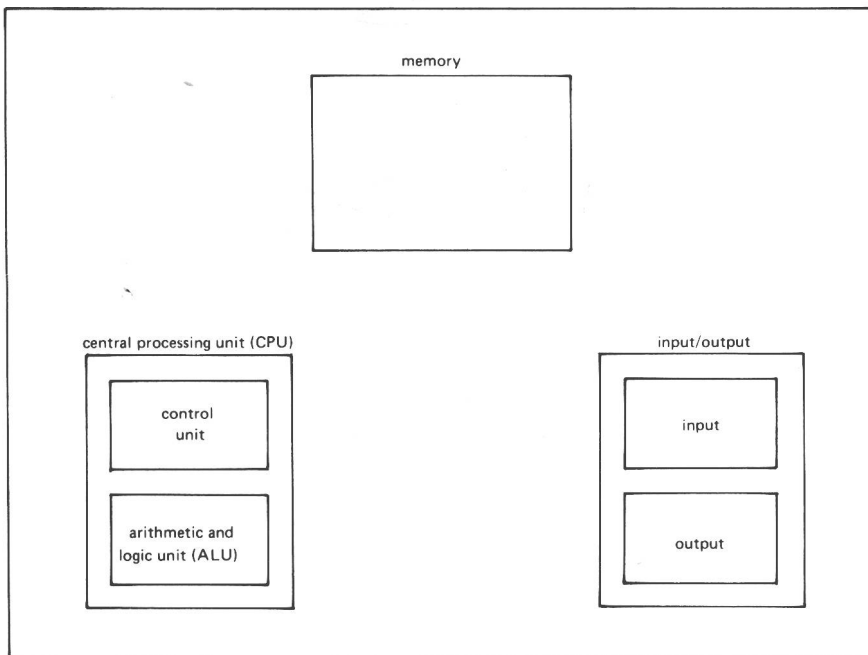 memory
central processing unit (CPU)
input/output
control
unit
input
arithmetic and
logic unit (ALU)
output